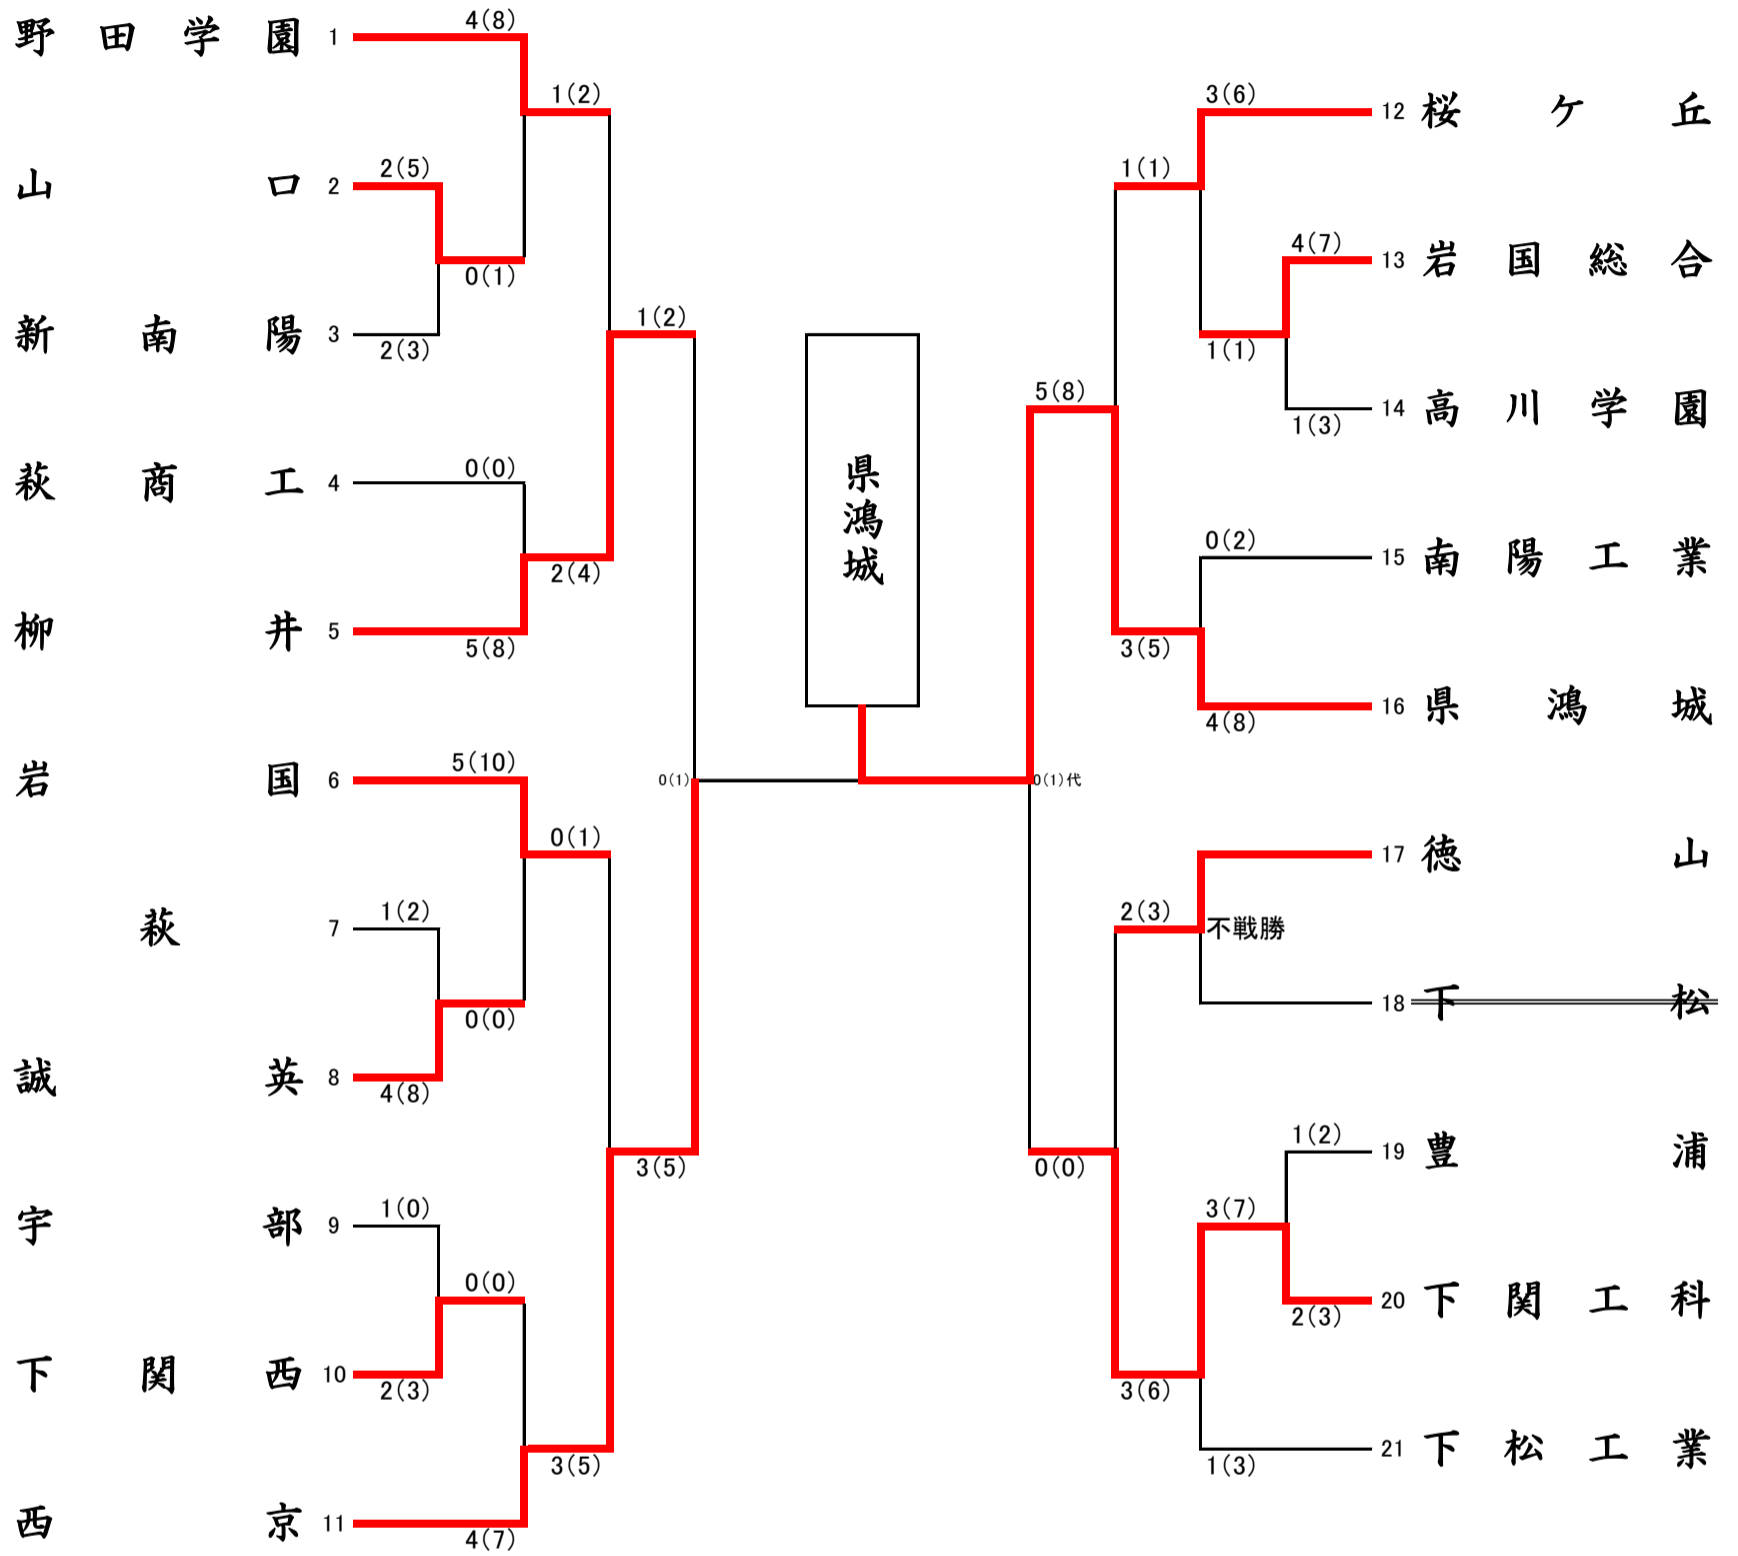 野田学園 1
4(8)
1(2)
山口 2
2(5)
0(1)
新南陽 3
2(3)
1(2)
萩商工 4
0(0)
2(4)
柳井 5
5(8)
岩国 6
5(10)
0(1)
0(1)
萩 7
1(2)
0(0)
誠英 8
4(8)
3(5)
宇部 9
1(0)
0(0)
下関西 10
2(3)
3(5)
西京 11
4(7)
県鴻城
3(6)
12 桜ケ丘
1(1)
4(7)
13 岩国総合
1(1)
5(8)
14 高川学園
1(3)
0(2)
15 南陽工業
3(5)
16 県鴻城
4(8)
0(1)代
17 徳山
2(3)
不戦勝
18 下松
1(2)
19 豊浦
0(0)
3(7)
20 下関工科
2(3)
3(6)
21 下松工業
1(3)